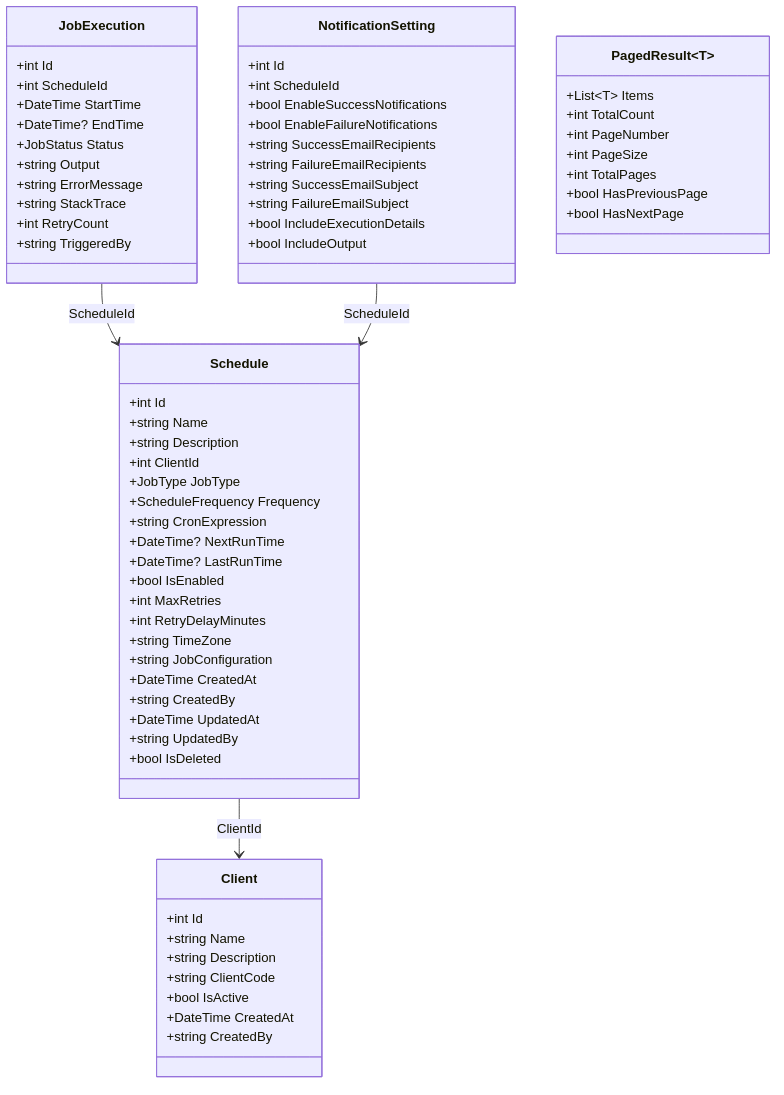 JobExecution
+int Id
+int ScheduleId
+DateTime StartTime
+DateTime? EndTime
+JobStatus Status
+string Output
+string ErrorMessage
+string StackTrace
+int RetryCount
+string TriggeredBy
NotificationSetting
+int Id
+int ScheduleId
+bool EnableSuccessNotifications
+bool EnableFailureNotifications
+string SuccessEmailRecipients
+string FailureEmailRecipients
+string SuccessEmailSubject
+string FailureEmailSubject
+bool IncludeExecutionDetails
+bool IncludeOutput
PagedResult<T>
+List<T> Items
+int TotalCount
+int PageNumber
+int PageSize
+int TotalPages
+bool HasPreviousPage
+bool HasNextPage
ScheduleId
ScheduleId
Schedule
+int Id
+string Name
+string Description
+int ClientId
+JobType JobType
+ScheduleFrequency Frequency
+string CronExpression
+DateTime? NextRunTime
+DateTime? LastRunTime
+bool IsEnabled
+int MaxRetries
+int RetryDelayMinutes
+string TimeZone
+string JobConfiguration
+DateTime CreatedAt
+string CreatedBy
+DateTime UpdatedAt
+string UpdatedBy
+bool IsDeleted
ClientId
Client
+int Id
+string Name
+string Description
+string ClientCode
+bool IsActive
+DateTime CreatedAt
+string CreatedBy